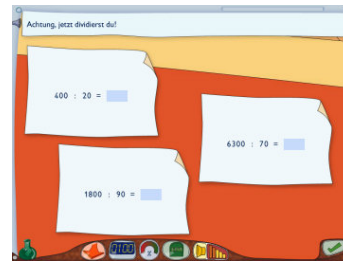 Achtung, jetzt dividierst du!
400 : 20 =
6300 : 70 =
1800 : 90 =